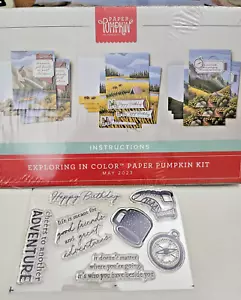 PAPER
PUMPKIN
INSTRUCTIONS
EXPLORING IN COLOR™ PAPER PUMPKIN KIT
MAY 2023
Happy Birthday
life is meant for
good friends
and great
adventures
cheers to another
ADVENTURE
it doesn't matter
where you're going,
it's who you have beside you